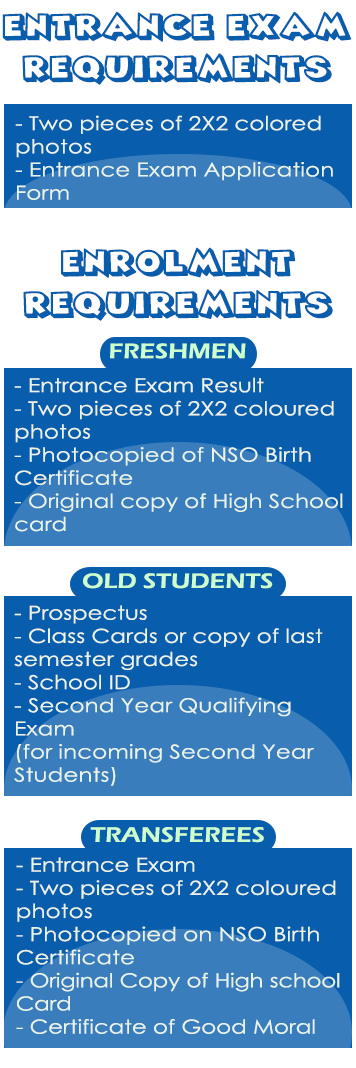 ENTRANCE EXAM
REQUIREMENTS
- Two pieces of 2X2 colored
photos
- Entrance Exam Application
Form
ENROLMENT
REQUIREMENTS
FRESHMEN
- Entrance Exam Result
- Two pieces of 2X2 coloured
photos
- Photocopied of NSO Birth
Certificate
- Original copy of High School
card
OLD STUDENTS
- Prospectus
- Class Cards or copy of last
semester grades
- School ID
- Second Year Qualifying
Exam
(for incoming Second Year
Students)
TRANSFEREES
- Entrance Exam
- Two pieces of 2X2 coloured
photos
- Photocopied on NSO Birth
Certificate
- Original Copy of High school
Card
- Certificate of Good Moral